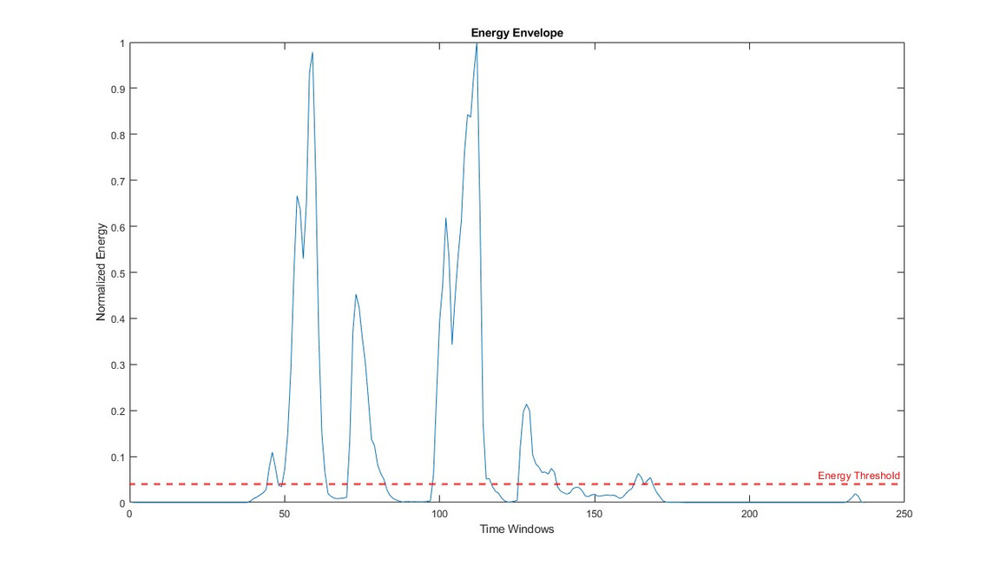 Energy Envelope
1
0.9
0.8
0.7
0.6
0.5
0.4
0.3
0.2
0.1
0
Normalized Energy
Energy Threshold
0 50 100 150 200 250
Time Windows